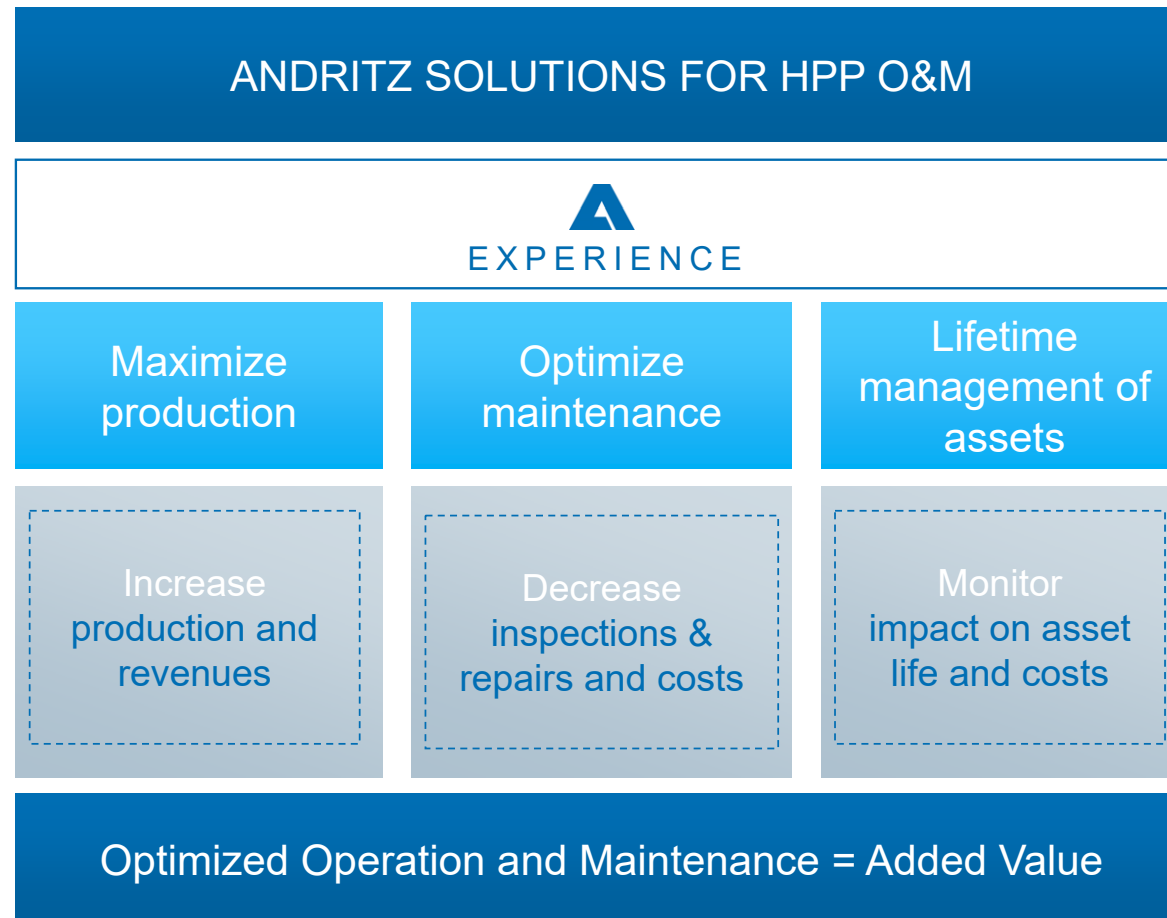 ANDRITZ SOLUTIONS FOR HPP O&M
EXPERIENCE
Maximize
production
Optimize
maintenance
Lifetime
management of
assets
Increase
production and
revenues
Decrease
inspections &
repairs and costs
Monitor
impact on asset
life and costs
Optimized Operation and Maintenance = Added Value